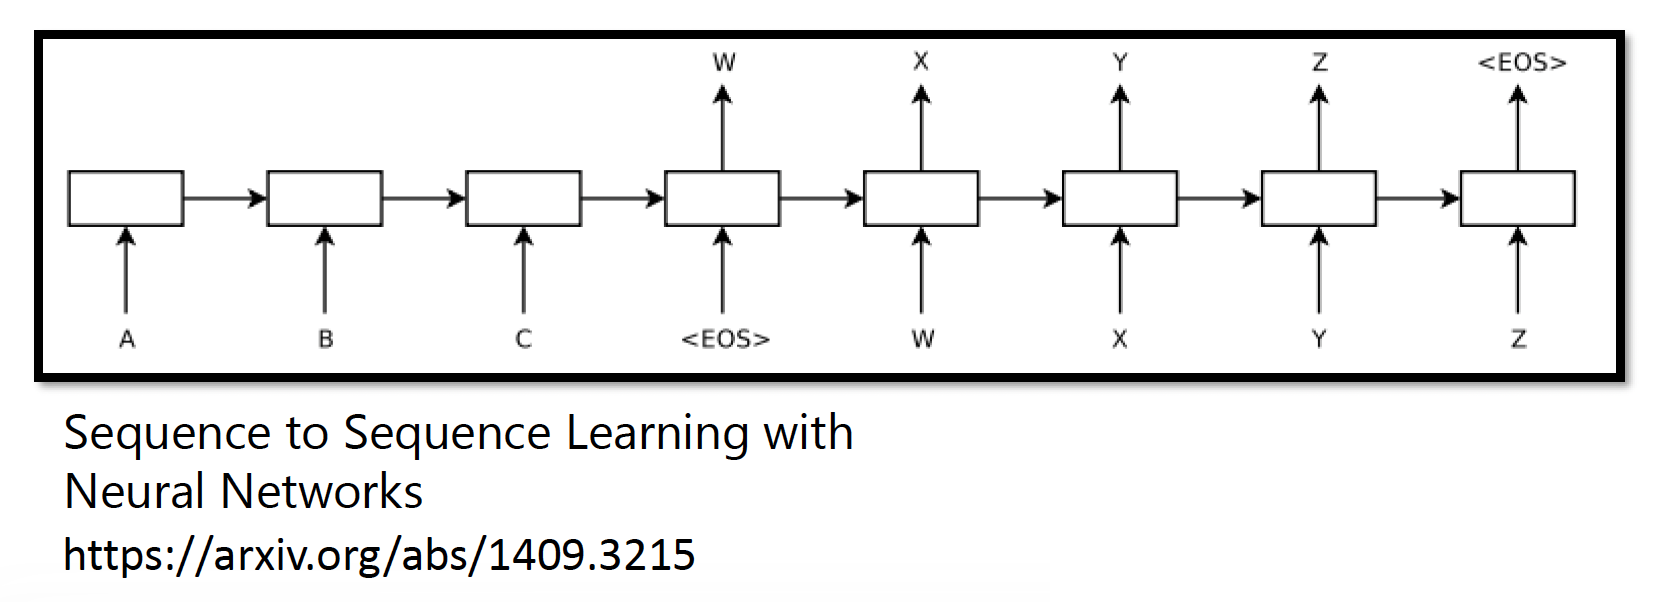 W X Y Z <EOS>
A B C <EOS> W X Y Z
Sequence to Sequence Learning with
Neural Networks
https://arxiv.org/abs/1409.3215